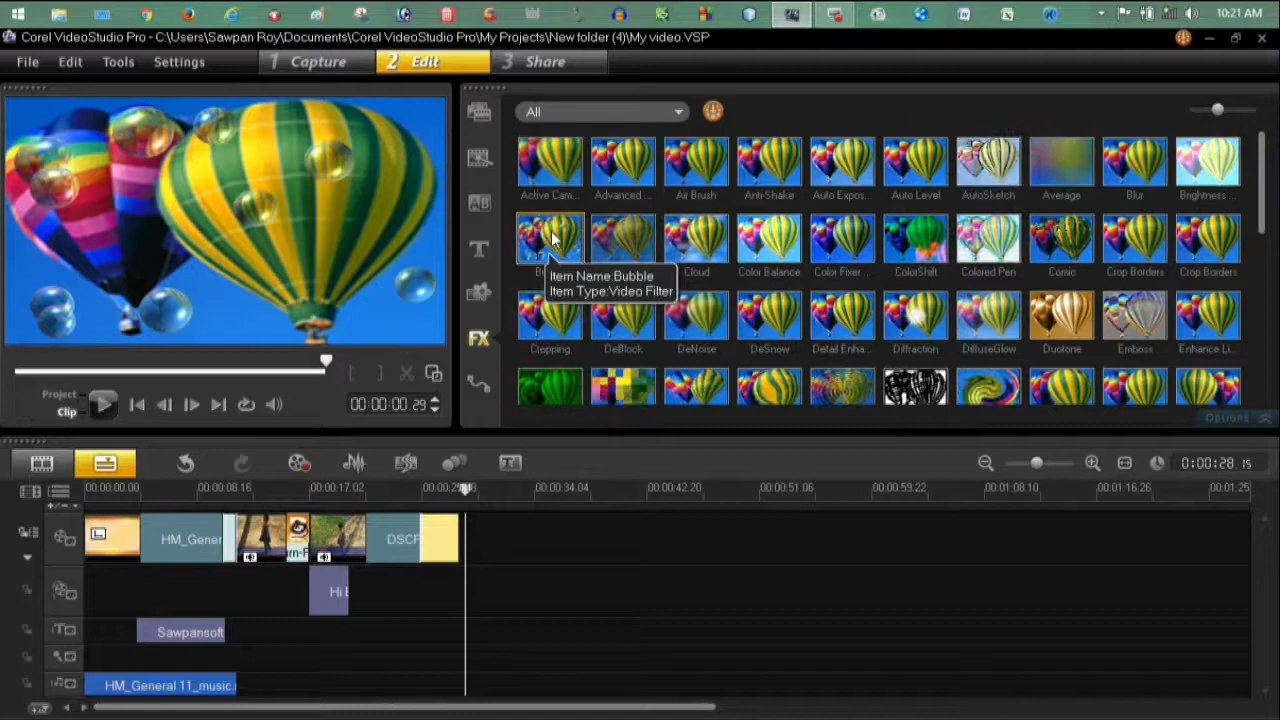 10:21 AM
Corel VideoStudio Pro - C:\Users\Sawpan Roy\Documents\Corel VideoStudio Pro\My Projects\New folder (4)\My video.VSP
File Edit Tools Settings 1 Capture 2 Edit 3 Share
All
Active Cam... Advanced ... Air Brush Anti-Shake Auto Expos... Auto Level AutoSketch Average Blur Brightness ...
Cloud Color Balance Color Fixer ... ColorShift Colored Pen Comic Crop Borders Crop Borders
Item Name:Bubble
Item Type:Video Filter
AB
T
FX
Cropping DeBlock DeNoise DeSnow Detail Enha... Diffraction DiffuseGlow Duotone Emboss Enhance Li...
Project
Clip
00:00:00.29
Options
0:00:28.15
00:00:00.00 00:00:08.16 00:00:17.02 00:00:25 00:00:34.04 00:00:42.20 00:00:51.06 00:00:59.22 00:01:08.10 00:01:16.26 00:01:25
HM_Gener m-F DSCF
Hi
Sawpansoft
HM_General 11_music.